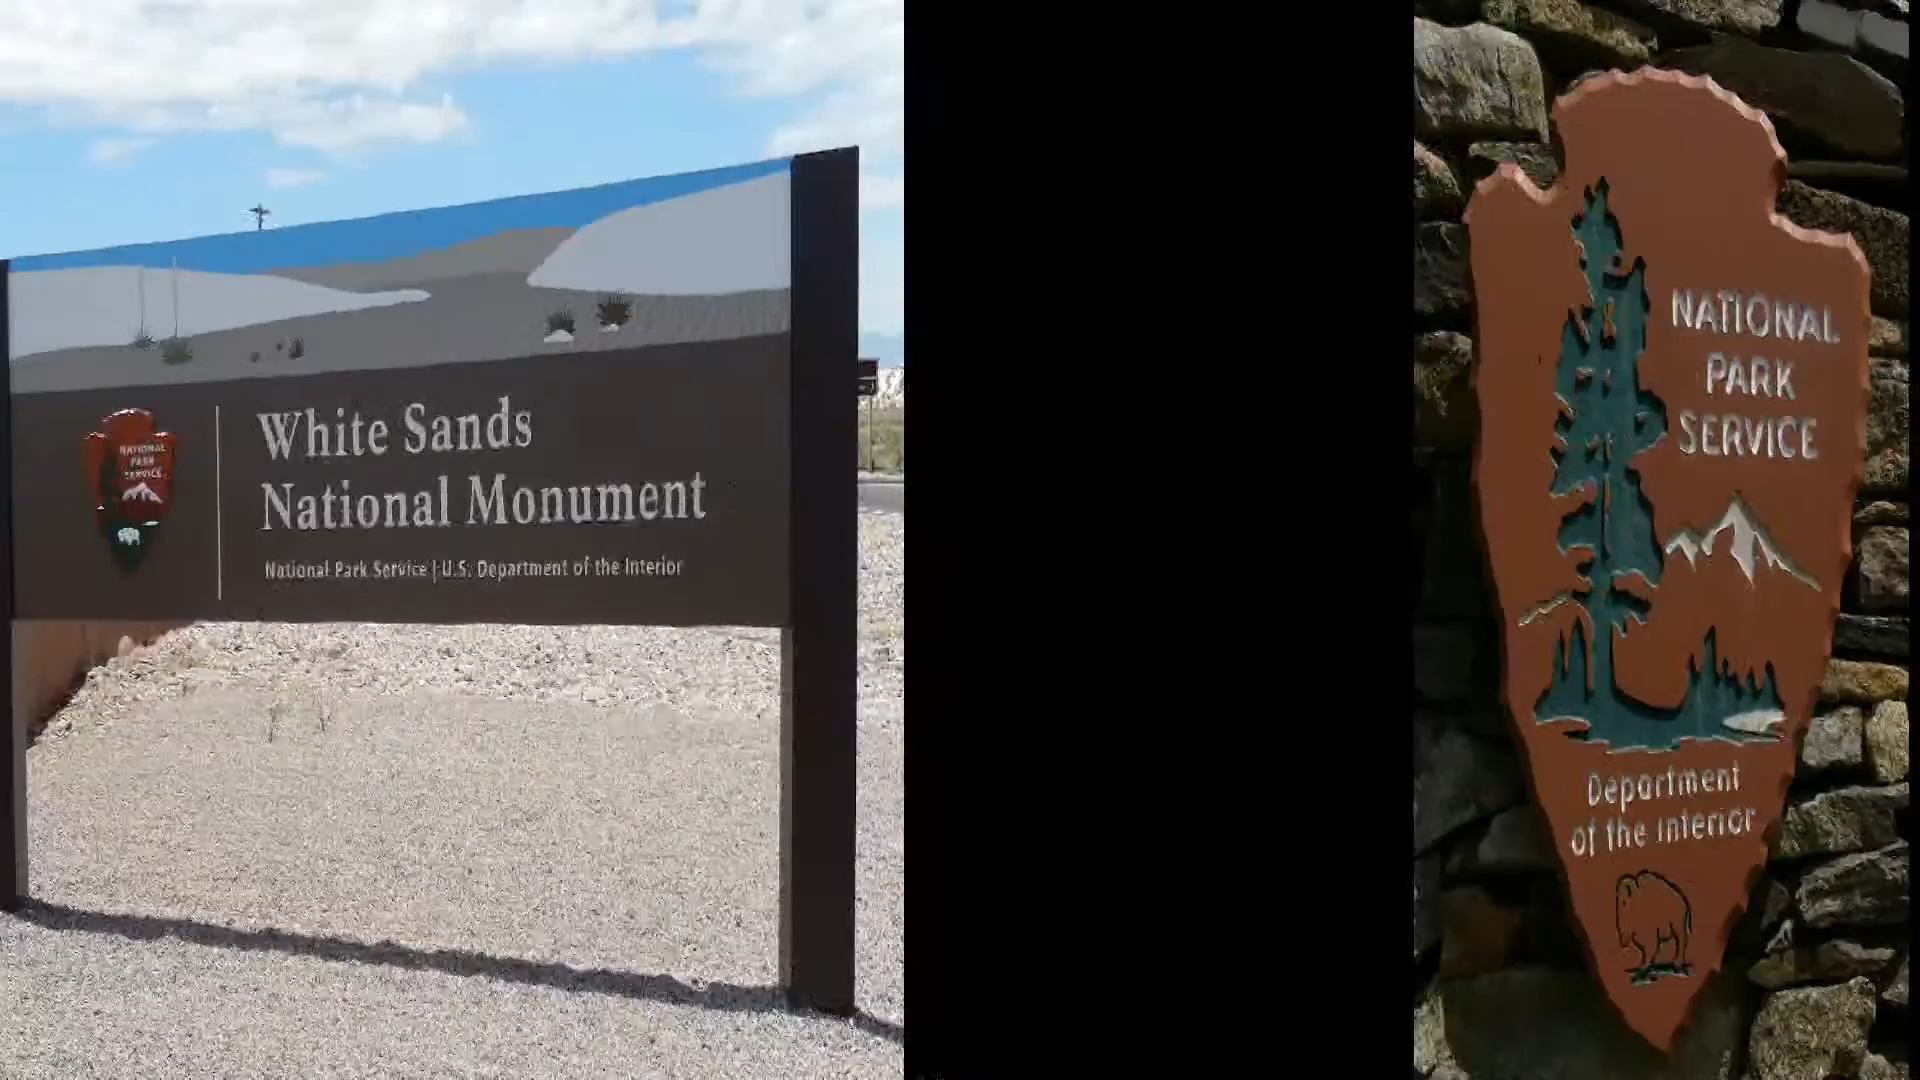 White Sands
National Monument
National Park Service | U.S. Department of the Interior
NATIONAL
PARK
SERVICE
NATIONAL
PARK
SERVICE
Department
of the Interior